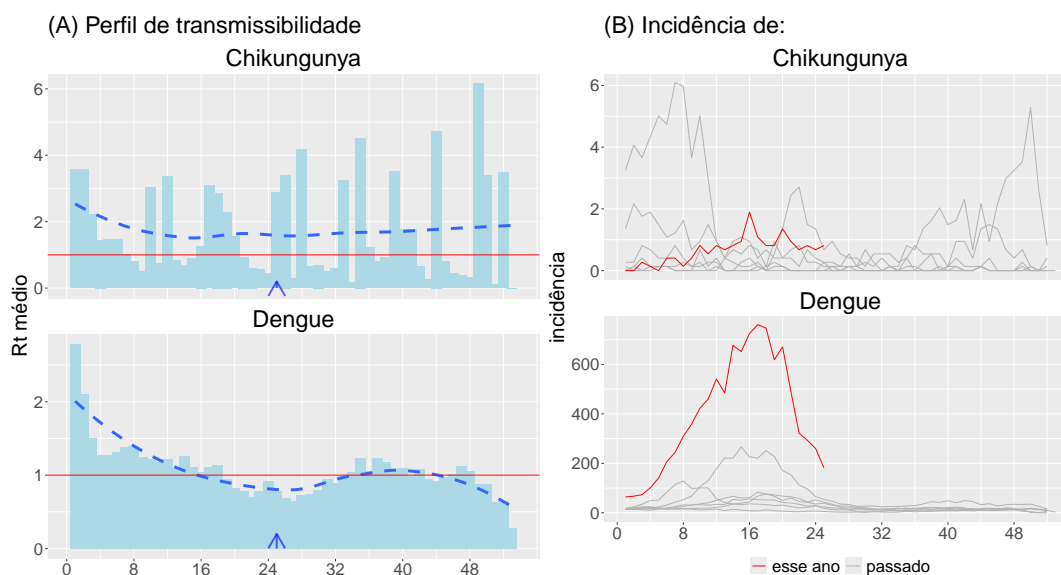 (A) Perfil de transmissibilidade
Chikungunya
6
4
2
0
Dengue
2
1
0
0 8 16 24 32 40 48
Rt médio
(B) Incidência de:
Chikungunya
6
4
2
0
Dengue
600
400
200
0
0 8 16 24 32 40 48
incidência
esse ano passado